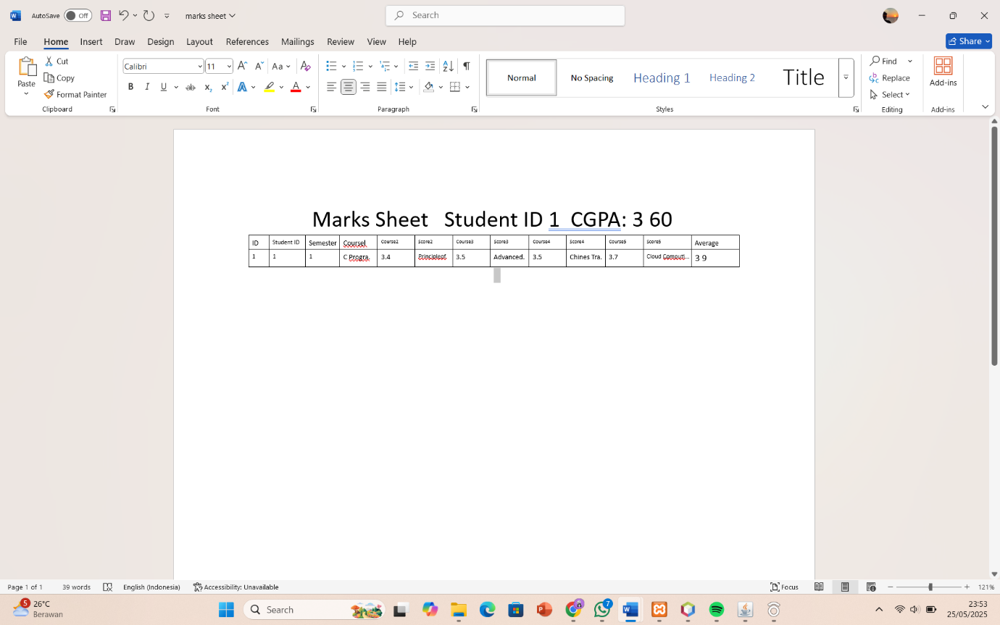 AutoSave Off marks sheet Search
File Home Insert Draw Design Layout References Mailings Review View Help Share
Paste Cut Calibri 11 Aa Normal No Spacing Heading 1 Heading 2 Title Find Add-ins
Copy Replace
Format Painter B I U ab x₂ x² A A Select
Clipboard Font Paragraph Styles Editing Add-ins
Marks Sheet Student ID 1 CGPA: 3 60
ID Student ID Semester Coursel. Course2 Score2 Course3 Score3 Course4 Score4 Course5 Score5 Average
1 1 1 C Progra. 3.4 Principleof. 3.5 Advanced. 3.5 Chines Tra. 3.7 Cloud Computi... 3 9
Page 1 of 1 39 words English (Indonesia) Accessibility: Unavailable Focus 121%
5 26°C Search 7 23:53
Berawan 25/05/2025